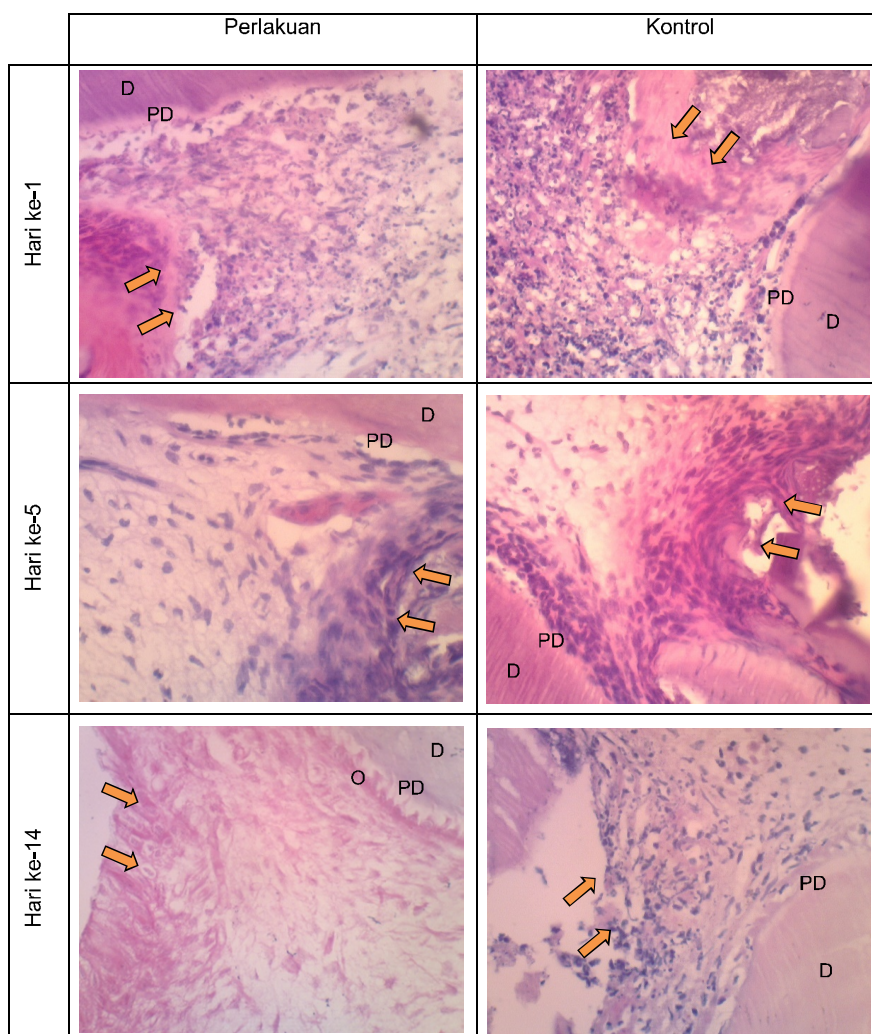 Perlakuan
Kontrol
Hari ke-1
D
PD
PD
D
Hari ke-5
D
PD
PD
D
Hari ke-14
D
O
PD
PD
D